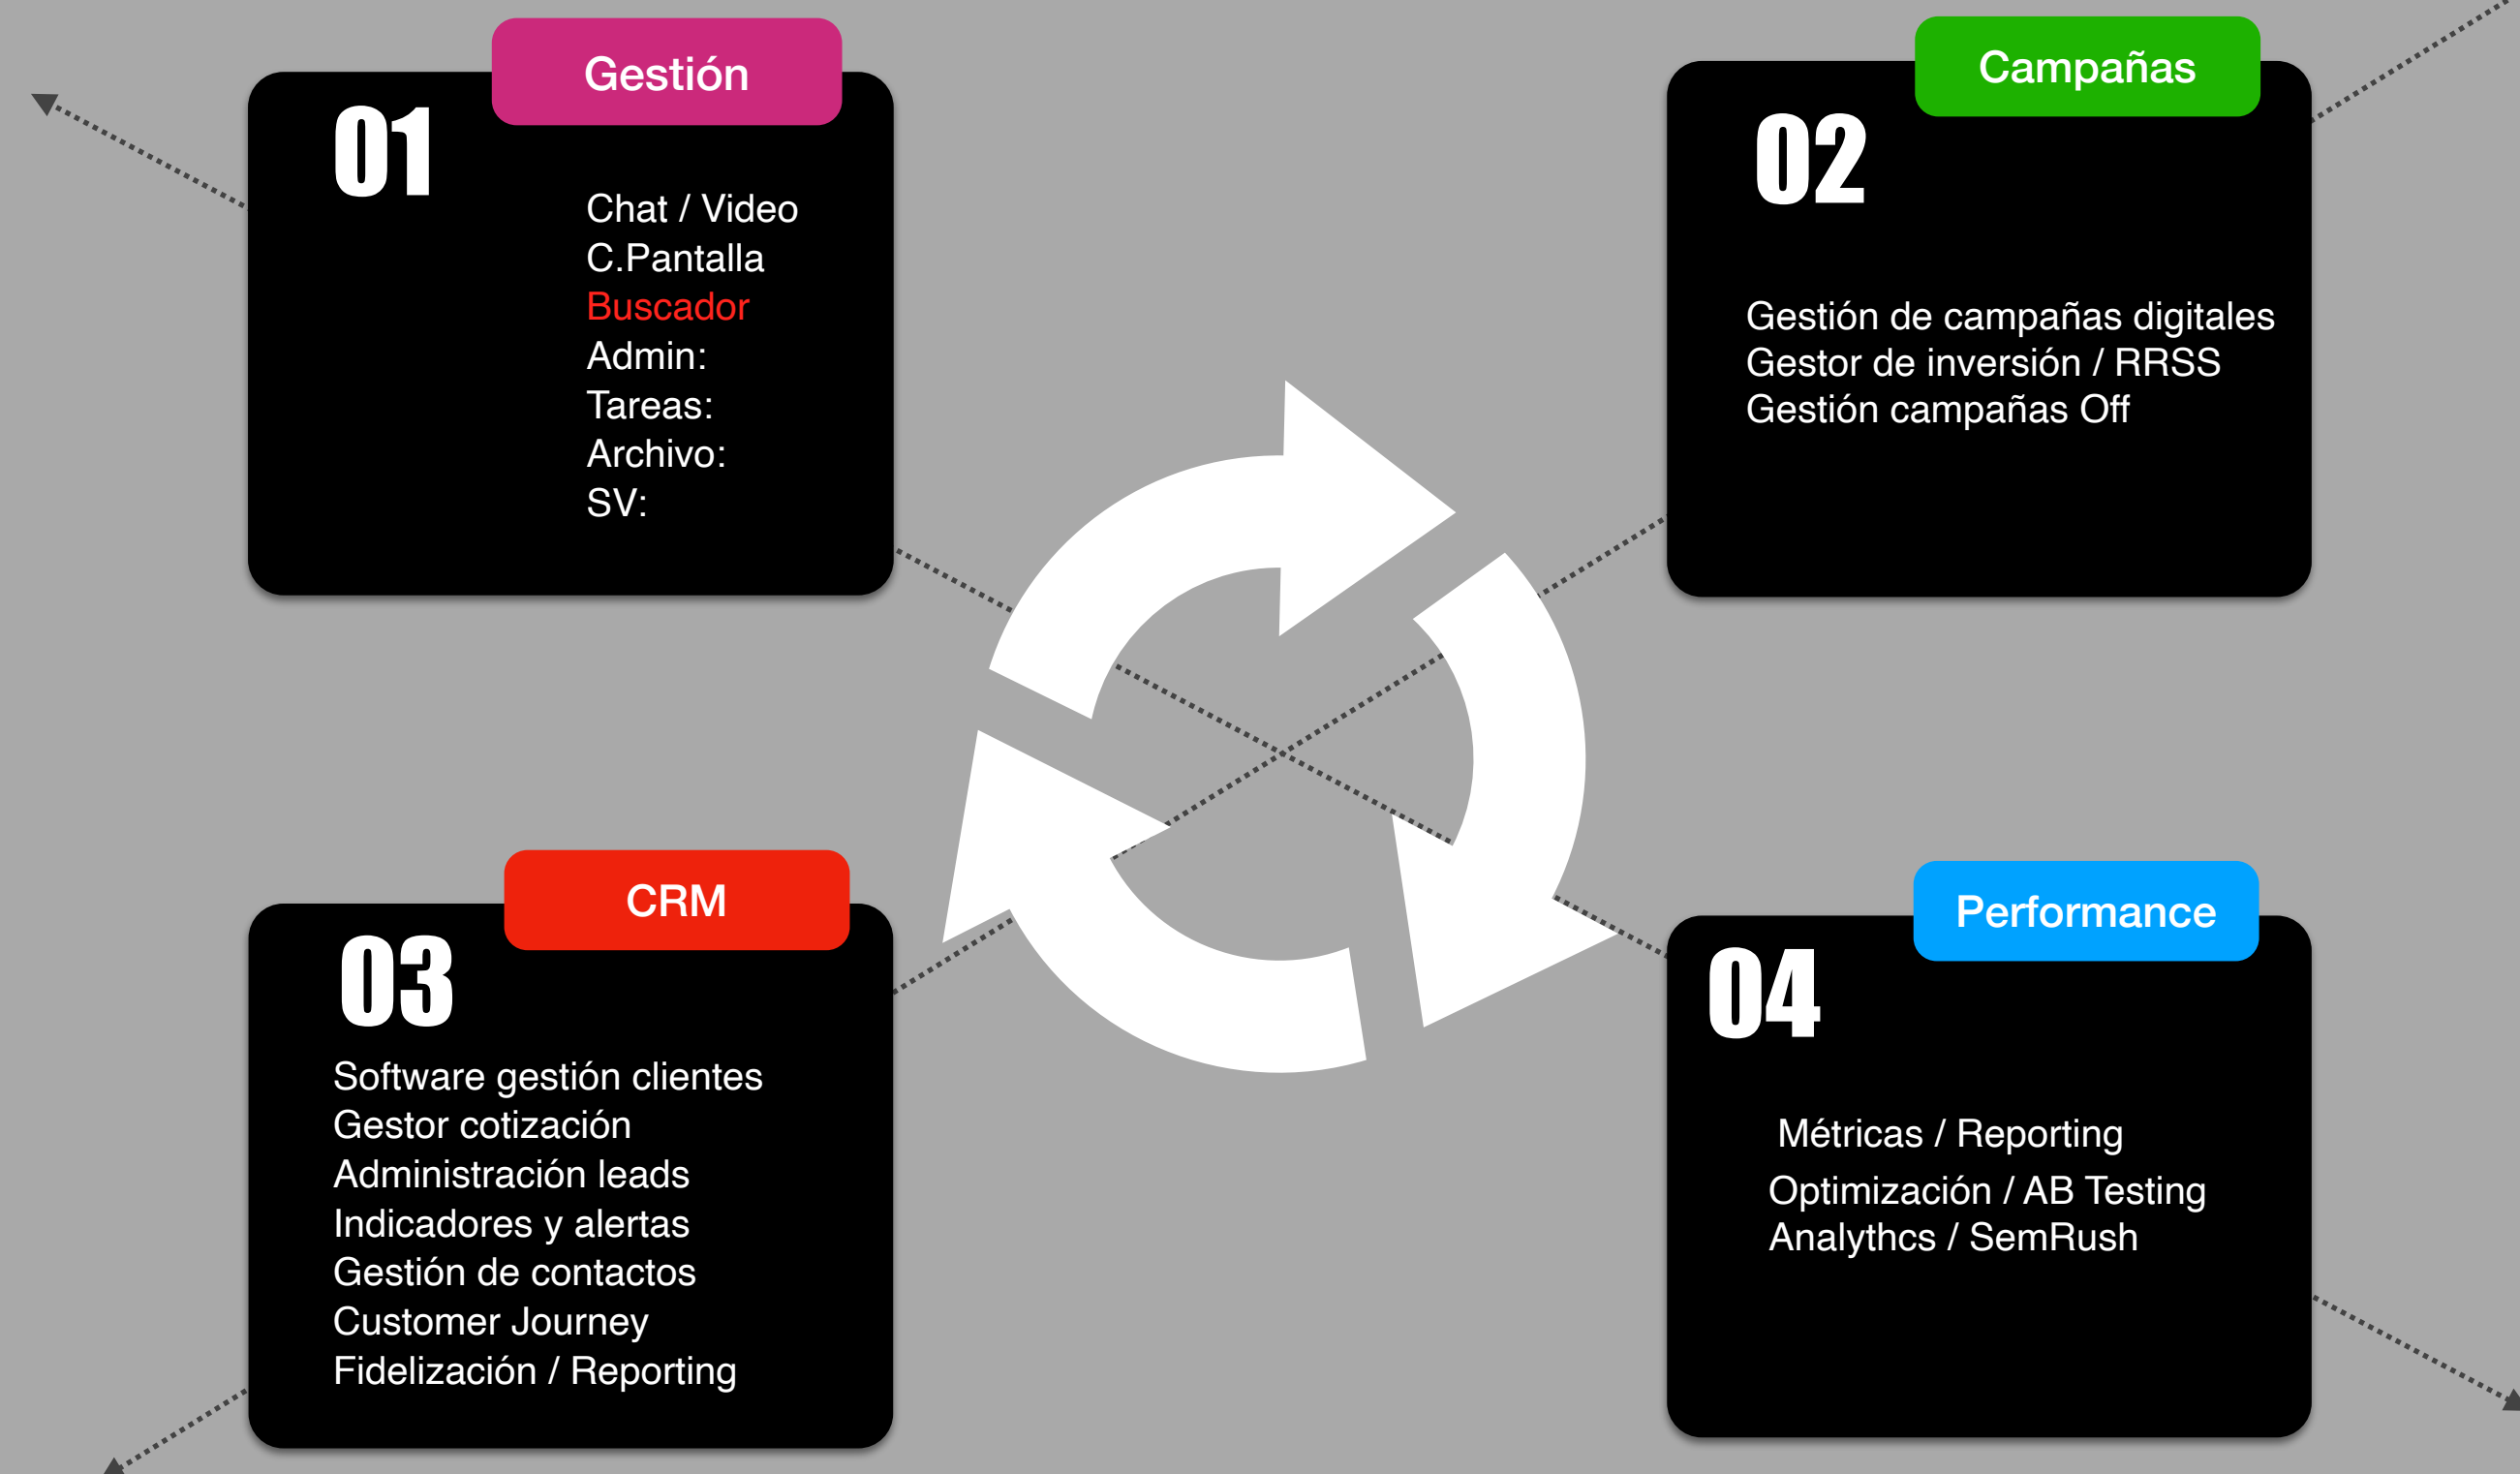 Gestión
01
Chat / Video
C.Pantalla
Buscador
Admin:
Tareas:
Archivo:
SV:
Campañas
02
Gestión de campañas digitales
Gestor de inversión / RRSS
Gestión campañas Off
CRM
03
Software gestión clientes
Gestor cotización
Administración leads
Indicadores y alertas
Gestión de contactos
Customer Journey
Fidelización / Reporting
Performance
04
Métricas / Reporting
Optimización / AB Testing
Analythcs / SemRush